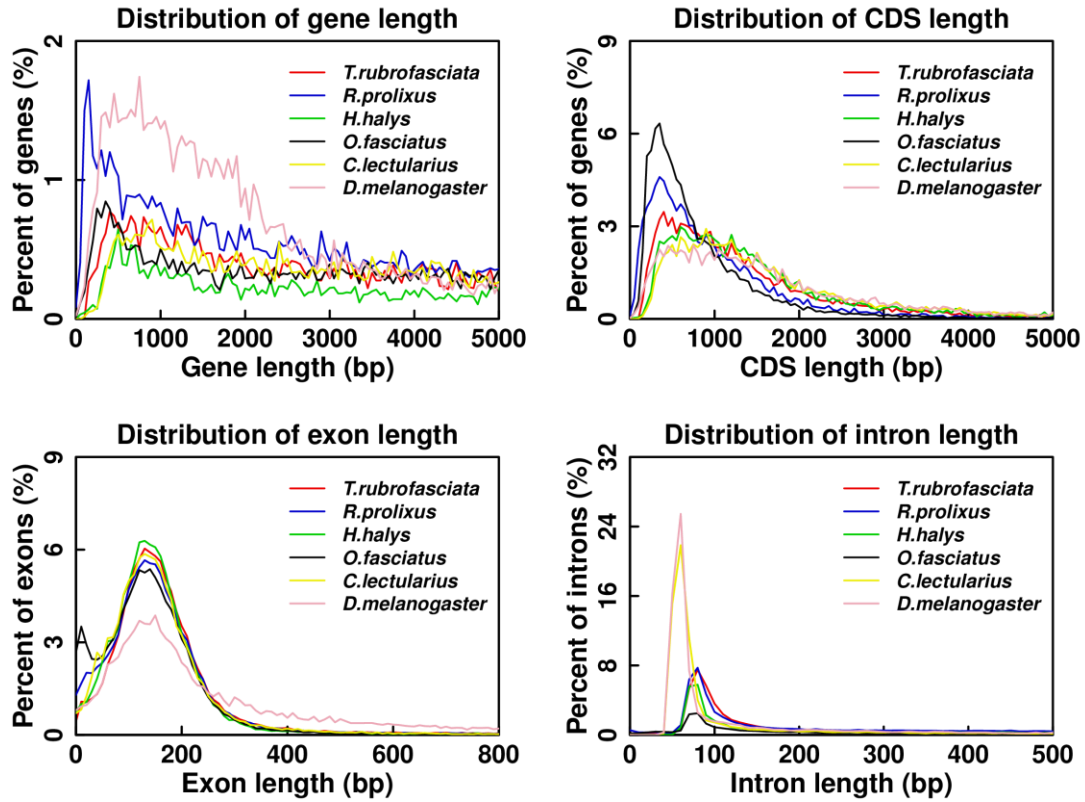 Distribution of gene length
Percent of genes (%)
0
1
2
T.rubrofasciata
R.prolixus
H.halys
O.fasciatus
C.lectularius
D.melanogaster
0 1000 2000 3000 4000 5000
Gene length (bp)
Distribution of CDS length
Percent of genes (%)
0
3
6
9
T.rubrofasciata
R.prolixus
H.halys
O.fasciatus
C.lectularius
D.melanogaster
0 1000 2000 3000 4000 5000
CDS length (bp)
Distribution of exon length
Percent of exons (%)
0
3
6
9
T.rubrofasciata
R.prolixus
H.halys
O.fasciatus
C.lectularius
D.melanogaster
0 200 400 600 800
Exon length (bp)
Distribution of intron length
Percent of introns (%)
0
8
16
24
32
T.rubrofasciata
R.prolixus
H.halys
O.fasciatus
C.lectularius
D.melanogaster
0 100 200 300 400 500
Intron length (bp)